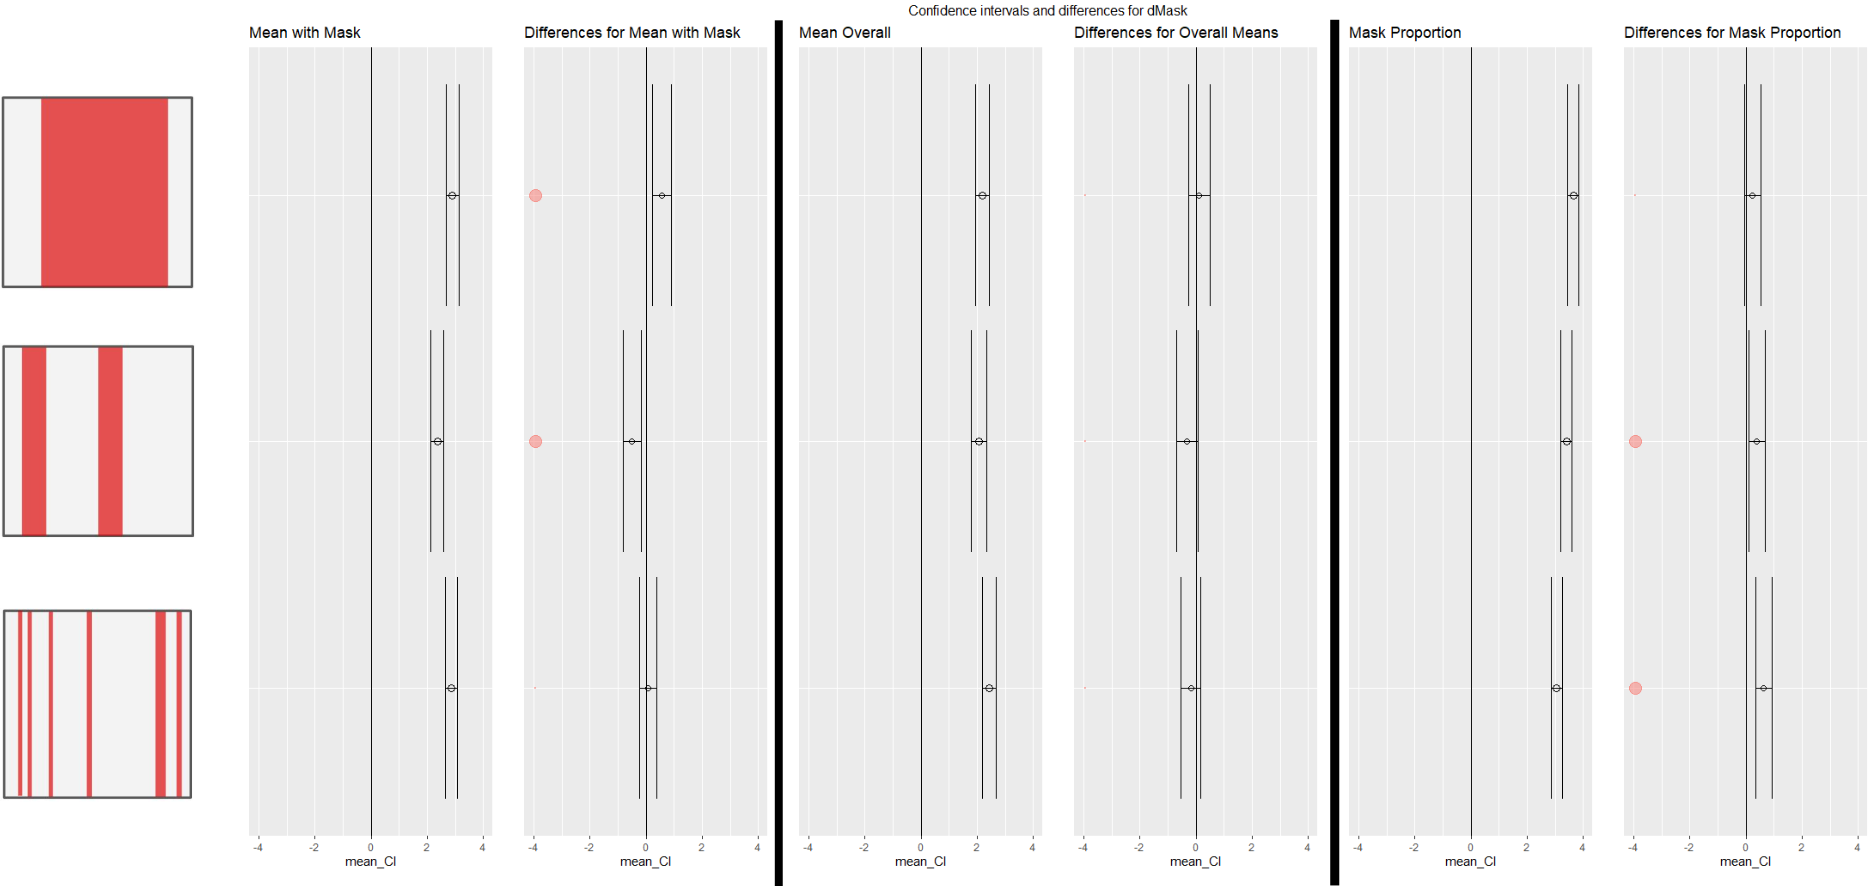 Confidence intervals and differences for dMask
Mean with Mask
Differences for Mean with Mask
Mean Overall
Differences for Overall Means
Mask Proportion
Differences for Mask Proportion
-4 -2 0 2 4
-4 -2 0 2 4
-4 -2 0 2 4
-4 -2 0 2 4
-4 -2 0 2 4
-4 -2 0 2 4
mean_CI
mean_CI
mean_CI
mean_CI
mean_CI
mean_CI